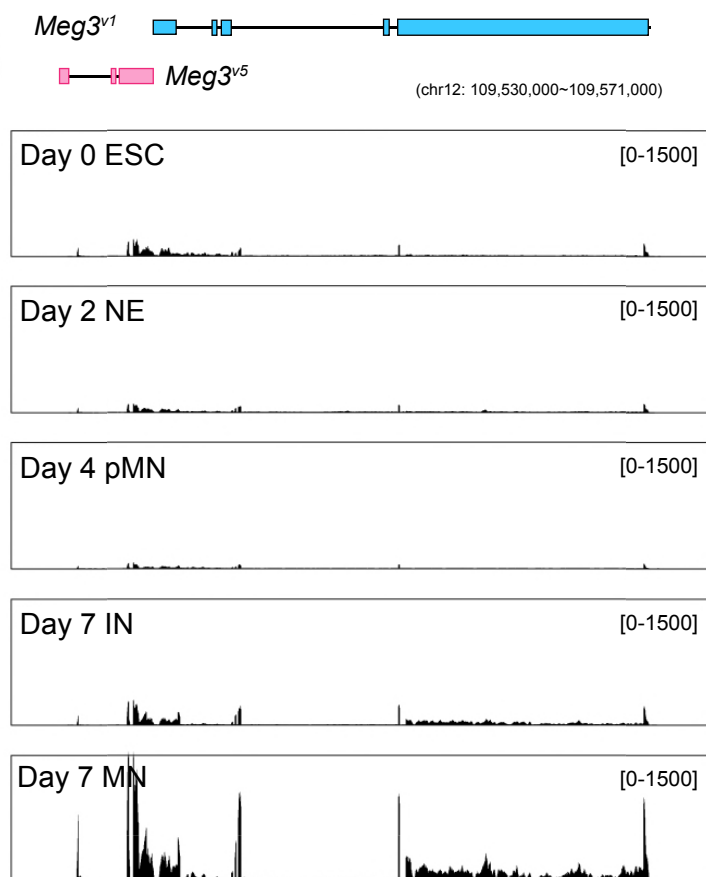 Meg3v1
Meg3v5
(chr12: 109,530,000~109,571,000)
Day 0 ESC [0-1500]
Day 2 NE [0-1500]
Day 4 pMN [0-1500]
Day 7 IN [0-1500]
Day 7 MN [0-1500]